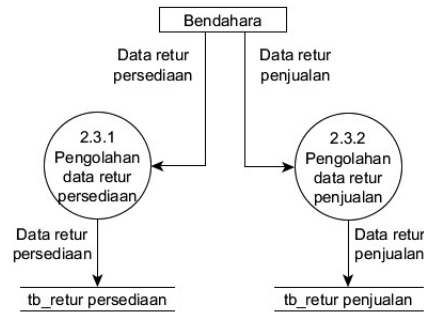 Bendahara
Data retur
persediaan
Data retur
penjualan
2.3.1
Pengolahan
data retur
persediaan
2.3.2
Pengolahan
data retur
penjualan
Data retur
persediaan
Data retur
penjualan
tb_retur persediaan
tb_retur penjualan